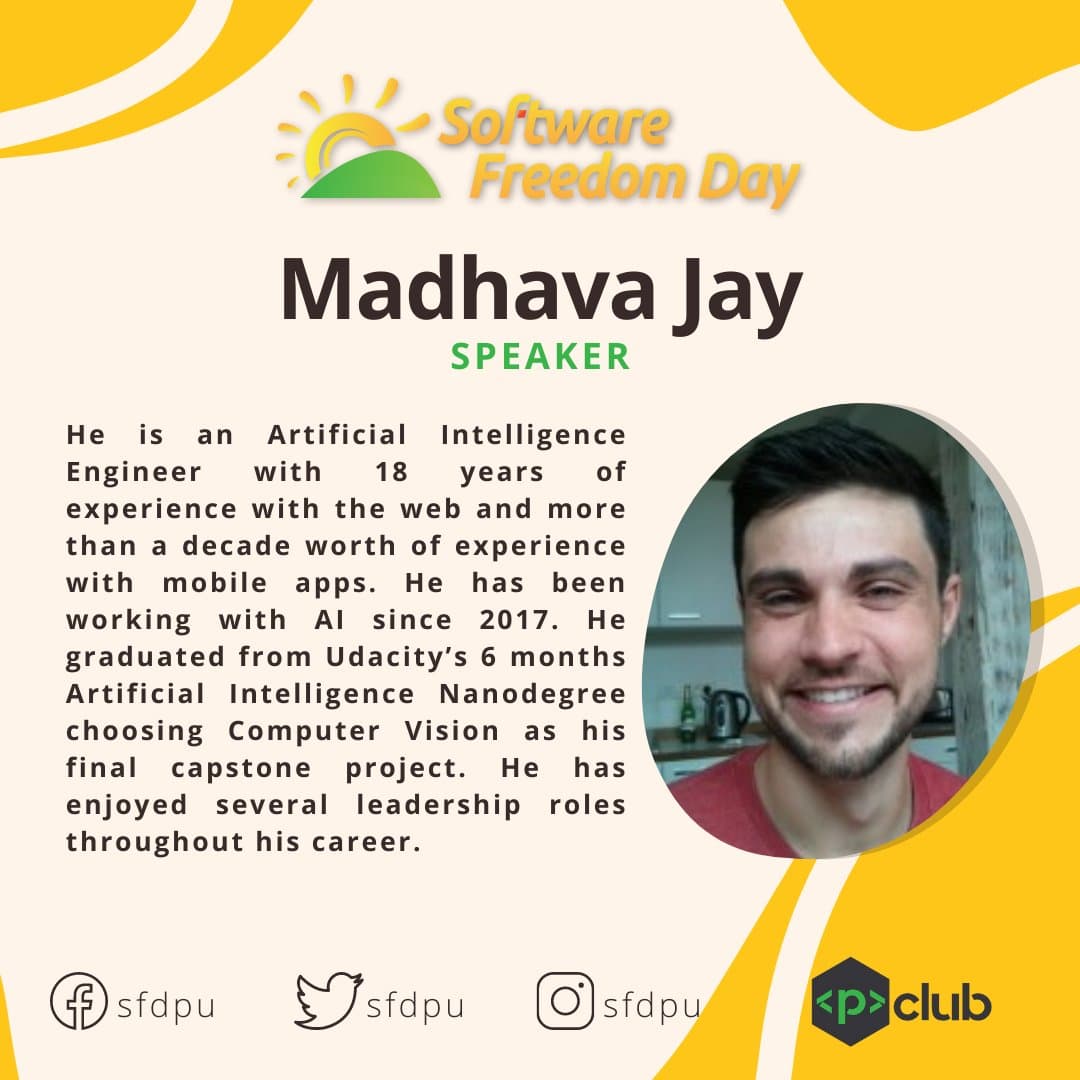 Software
Freedom Day
Madhava Jay
SPEAKER
He is an Artificial Intelligence
Engineer with 18 years of
experience with the web and more
than a decade worth of experience
with mobile apps. He has been
working with AI since 2017. He
graduated from Udacity’s 6 months
Artificial Intelligence Nanodegree
choosing Computer Vision as his
final capstone project. He has
enjoyed several leadership roles
throughout his career.
sfdpu
sfdpu
sfdpu
<p>club